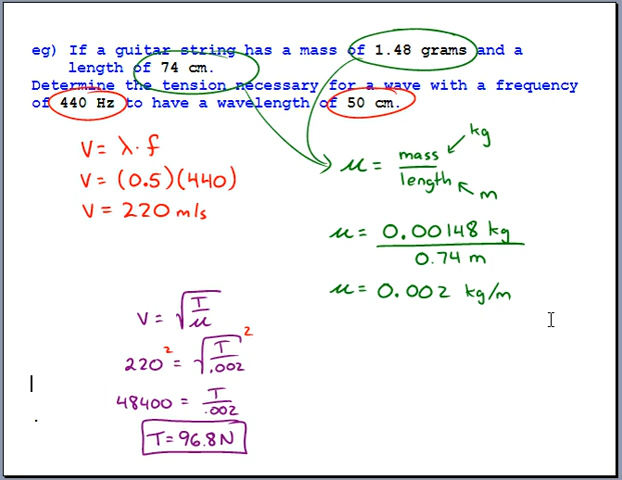 eg) If a guitar string has a mass of 1.48 grams and a
length of 74 cm.
Determine the tension necessary for a wave with a frequency
of 440 Hz to have a wavelength of 50 cm.
V = λ · f
V = (0.5)(440)
V = 220 m/s
μ = mass / length
kg
m
μ = 0.00148 kg / 0.74 m
μ = 0.002 kg/m
V = √(T/μ)
220² = √(T/.002)²
48400 = T/.002
T = 96.8 N